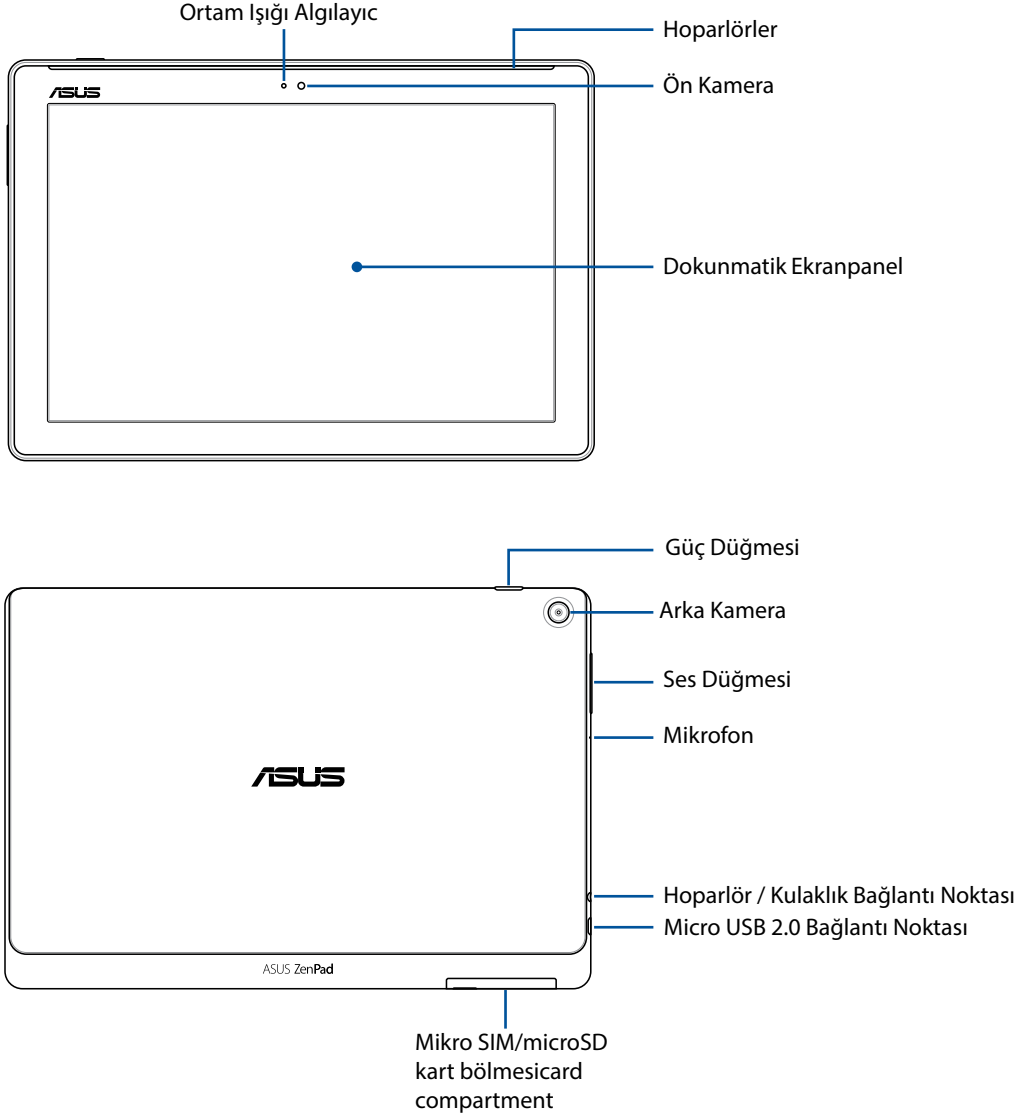 Ortam Işığı Algılayıc
Hoparlörler
Ön Kamera
ASUS
Dokunmatik Ekranpanel
Güç Düğmesi
Arka Kamera
Ses Düğmesi
Mikrofon
ASUS
Hoparlör / Kulaklık Bağlantı Noktası
Micro USB 2.0 Bağlantı Noktası
ASUS ZenPad
Mikro SIM/microSD
kart bölmesicard
compartment